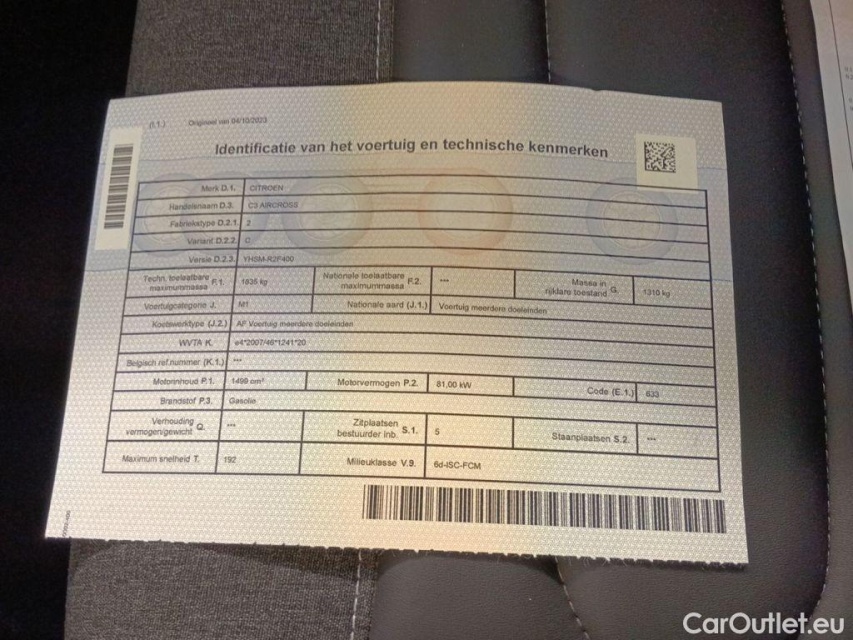 (I.1.) Origineel van 04/10/2023
Identificatie van het voertuig en technische kenmerken
Merk D.1. CITROEN
Handelsnaam D.3. C3 AIRCROSS
Fabriekstype D.2.1. 2
Variant D.2.2. C
Versie D.2.3. YHSM-R2F400
Techn. toelaatbare maximummassa F.1. 1835 kg Nationale toelaatbare maximummassa F.2. *** Massa in rijklare toestand G. 1310 kg
Voertuigcategorie J. M1 Nationale aard (J.1.) Voertuig meerdere doeleinden
Koetswerktype (J.2.) AF Voertuig meerdere doeleinden
WVTA K. e4*2007/46*1241*20
Belgisch ref.nummer (K.1.) ***
Motorinhoud P.1. 1499 cm³ Motorvermogen P.2. 81,00 kW Code (E.1.) 633
Brandstof P.3. Gasolie
Verhouding vermogen/gewicht Q. *** Zitplaatsen bestuurder inb. S.1. 5 Staanplaatsen S.2. ***
Maximum snelheid T. 192 Milieuklasse V.9. 6d-ISC-FCM
CarOutlet.eu